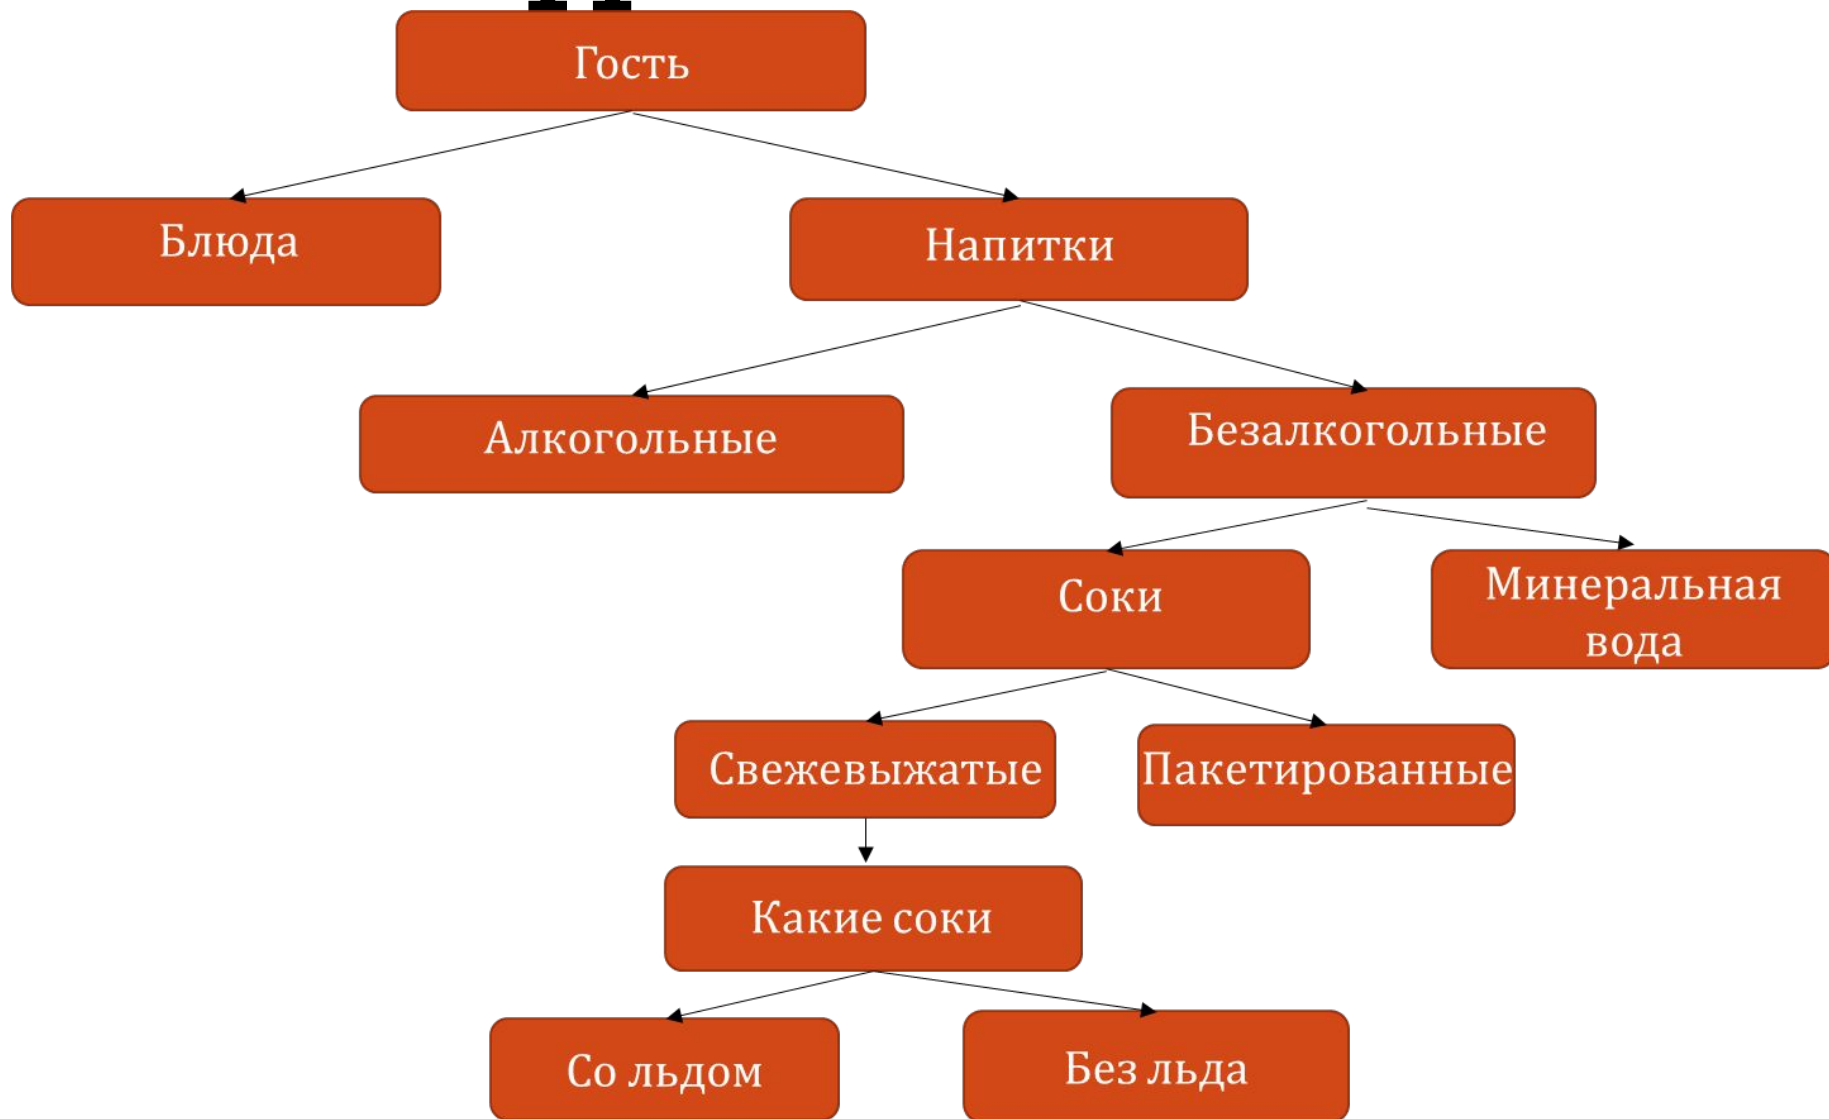 Гость
Блюда
Напитки
Алкогольные
Безалкогольные
Соки
Минеральная
вода
Свежевыжатые
Пакетированные
Какие соки
Со льдом
Без льда